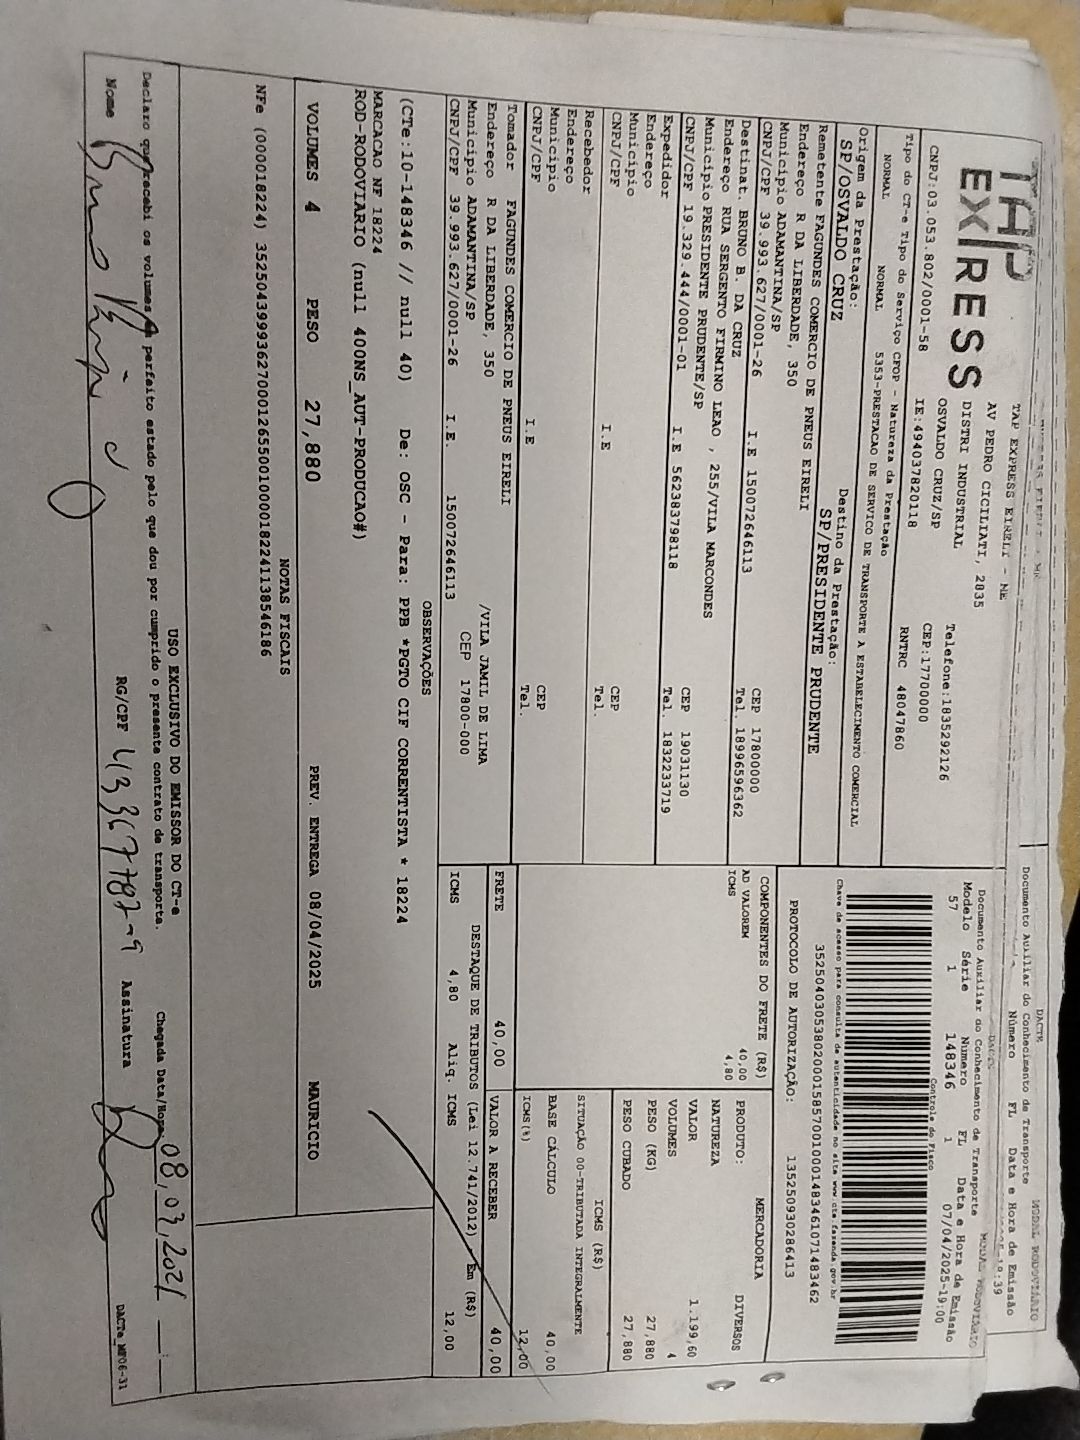 TAP
EXPRESS
TAP EXPRESS EIRELI - ME
AV PEDRO CICILIATI, 2835
DISTRI INDUSTRIAL
OSVALDO CRUZ/SP
Telefone:1835292126
CEP:17700000
CNPJ:03.053.802/0001-58
IE:494037820118
RNTRC 48047860
Tipo do CT-e Tipo do Serviço CFOP - Natureza da Prestação
NORMAL NORMAL 5353-PRESTACAO DE SERVICO DE TRANSPORTE A ESTABELECIMENTO COMERCIAL
Origem da Prestação:
SP/OSVALDO CRUZ
Destino da Prestação:
SP/PRESIDENTE PRUDENTE
Remetente FAGUNDES COMERCIO DE PNEUS EIRELI
Endereço R DA LIBERDADE, 350
Município ADAMANTINA/SP
CEP 17800000
CNPJ/CPF 39.993.627/0001-26 I.E 150072646113 Tel. 18996596362
Destinat. BRUNO B. DA CRUZ
Endereço RUA SERGENTO FIRMINO LEAO , 255/VILA MARCONDES
Município PRESIDENTE PRUDENTE/SP
CEP 19031130
CNPJ/CPF 19.329.444/0001-01 I.E 562383798118 Tel. 1832233719
Expedidor
Endereço
Município
CEP
CNPJ/CPF I.E Tel.
Recebedor
Endereço
Município
CEP
CNPJ/CPF I.E Tel.
Tomador FAGUNDES COMERCIO DE PNEUS EIRELI
Endereço R DA LIBERDADE, 350 /VILA JAMIL DE LIMA
Município ADAMANTINA/SP CEP 17800-000
CNPJ/CPF 39.993.627/0001-26 I.E. 150072646113
DACTE
MODAL RODOVIÁRIO
Documento Auxiliar do Conhecimento de Transporte
Número FL Data e Hora de Emissão
Documento Auxiliar do Conhecimento de Transporte
Modelo Série Número FL Data e Hora de Emissão
57 1 148346 1 07/04/2025-19:00
Controle do Fisco
Chave de acesso para consulta de autenticidade no site www.cte.fazenda.gov.br
35250403053802000158570010001483461071483462
PROTOCOLO DE AUTORIZAÇÃO: 135250930286413
COMPONENTES DO FRETE (R$)
AD VALOREM 40,00
ICMS 4,80
MERCADORIA
PRODUTO: DIVERSOS
NATUREZA
VALOR 1.199,60
VOLUMES 4
PESO (KG) 27,880
PESO CUBADO 27,880
ICMS (R$)
SITUAÇÃO 00-TRIBUTADA INTEGRALMENTE
BASE CÁLCULO 40,00
ICMS(%) 12,00
FRETE 40,00 VALOR A RECEBER 40,00
DESTAQUE DE TRIBUTOS (Lei 12.741/2012) - Em (R$)
ICMS 4,80 Aliq. ICMS 12,00
OBSERVAÇÕES
(CTe:10-148346 // null 40) De: OSC - Para: PPB *PGTO CIF CORRENTISTA * 18224
MARCACAO NF 18224
ROD-RODOVIARIO (null 400NS_AUT-PRODUCAO#)
VOLUMES 4 PESO 27,880 PREV. ENTREGA 08/04/2025 MAURICIO
NOTAS FISCAIS
NFe (000018224) 35250439993627000126550010000182241138546186
USO EXCLUSIVO DO EMISSOR DO CT-e
Declaro que recebi os volumes em perfeito estado pelo que dou por cumprido o presente contrato de transporte.
Chegada Data/Hora 08,03,2021
Nome RG/CPF Assinatura
DACTe_MP06-31